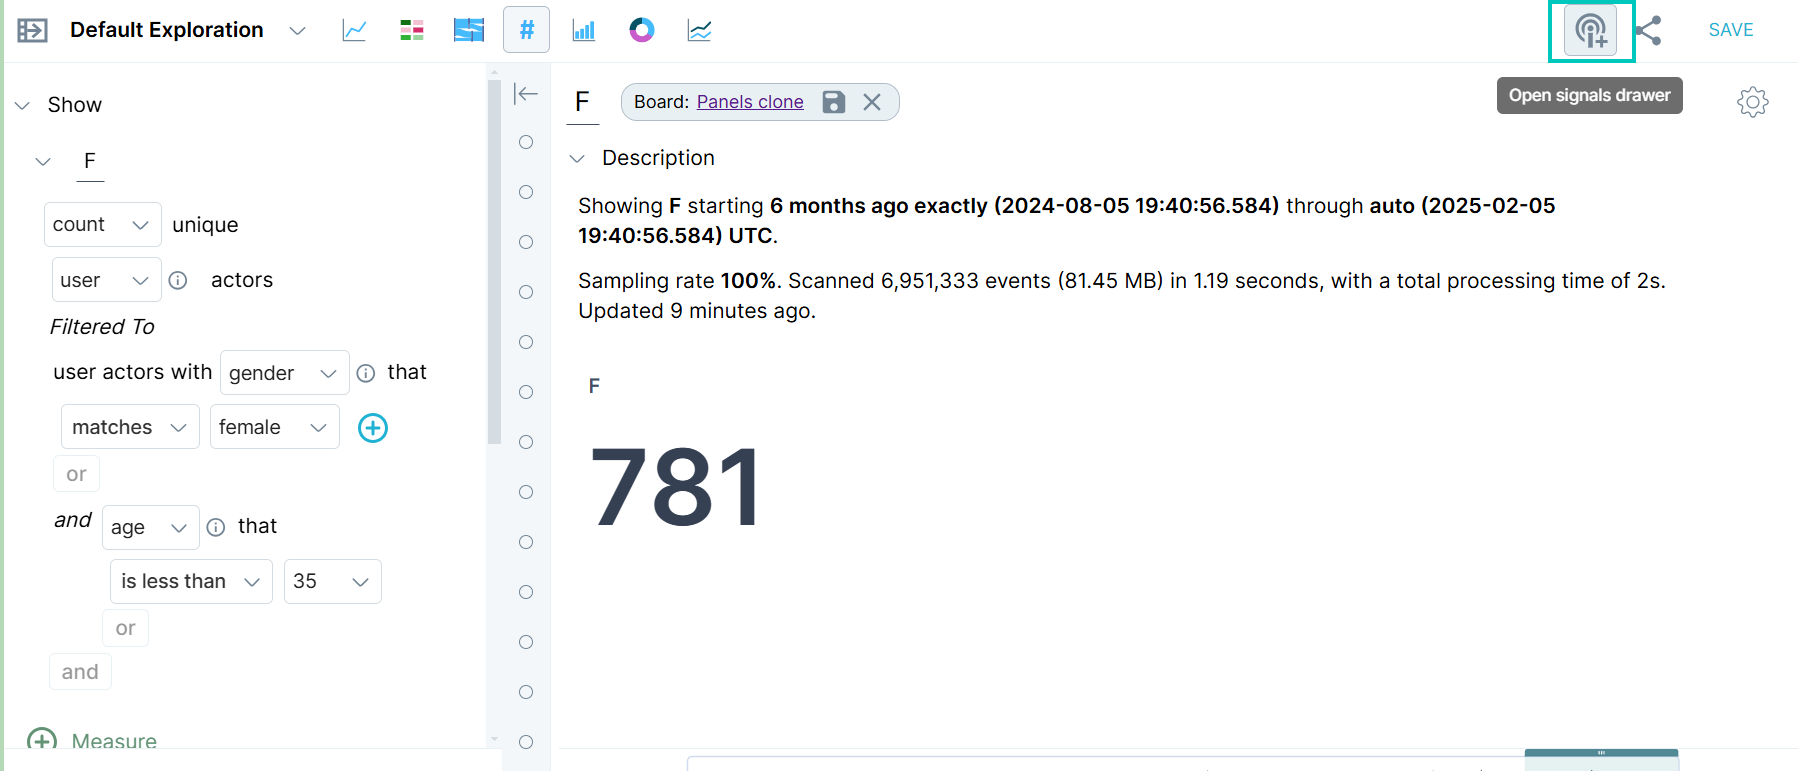 Default Exploration
#
SAVE
Open signals drawer
Show
F
count
unique
user
actors
Filtered To
user actors with
gender
that
matches
female
or
and
age
that
is less than
35
or
and
Measure
F
Board: Panels clone
Description
Showing F starting 6 months ago exactly (2024-08-05 19:40:56.584) through auto (2025-02-05
19:40:56.584) UTC.
Sampling rate 100%. Scanned 6,951,333 events (81.45 MB) in 1.19 seconds, with a total processing time of 2s.
Updated 9 minutes ago.
F
781